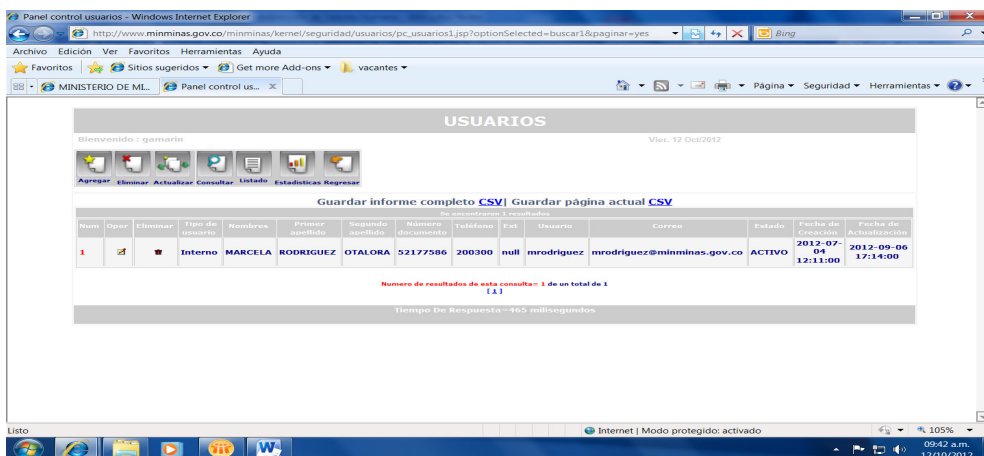 Panel control usuarios - Windows Internet Explorer
http://www.minminas.gov.co/minminas/kernel/seguridad/usuarios/pc_usuarios1.jsp?optionSelected=buscar1&paginar=yes
Bing
Archivo Edición Ver Favoritos Herramientas Ayuda
Favoritos Sitios sugeridos Get more Add-ons vacantes
MINISTERIO DE MI... Panel control us... X Página Seguridad Herramientas
USUARIOS
Bienvenido : gamarin Vier. 12 Oct/2012
Agregar Eliminar Actualizar Consultar Listado Estadisticas Regresar
Guardar informe completo CSV| Guardar página actual CSV
Se encontraron 1 resultados
Num Oper Eliminar Tipo de usuario Nombres Primer apellido Segundo apellido Número documento Teléfono Ext Usuario Correo Estado Fecha de Creación Fecha de Actualización
1 Interno MARCELA RODRIGUEZ OTALORA 52177586 200300 null mrodriguez mrodriguez@minminas.gov.co ACTIVO 2012-07-04 12:11:00 2012-09-06 17:14:00
Numero de resultados de esta consulta= 1 de un total de 1
[ 1 ]
Tiempo De Respuesta=465 milisegundos
Listo Internet | Modo protegido: activado 105%
09:42 a.m.
12/10/2012